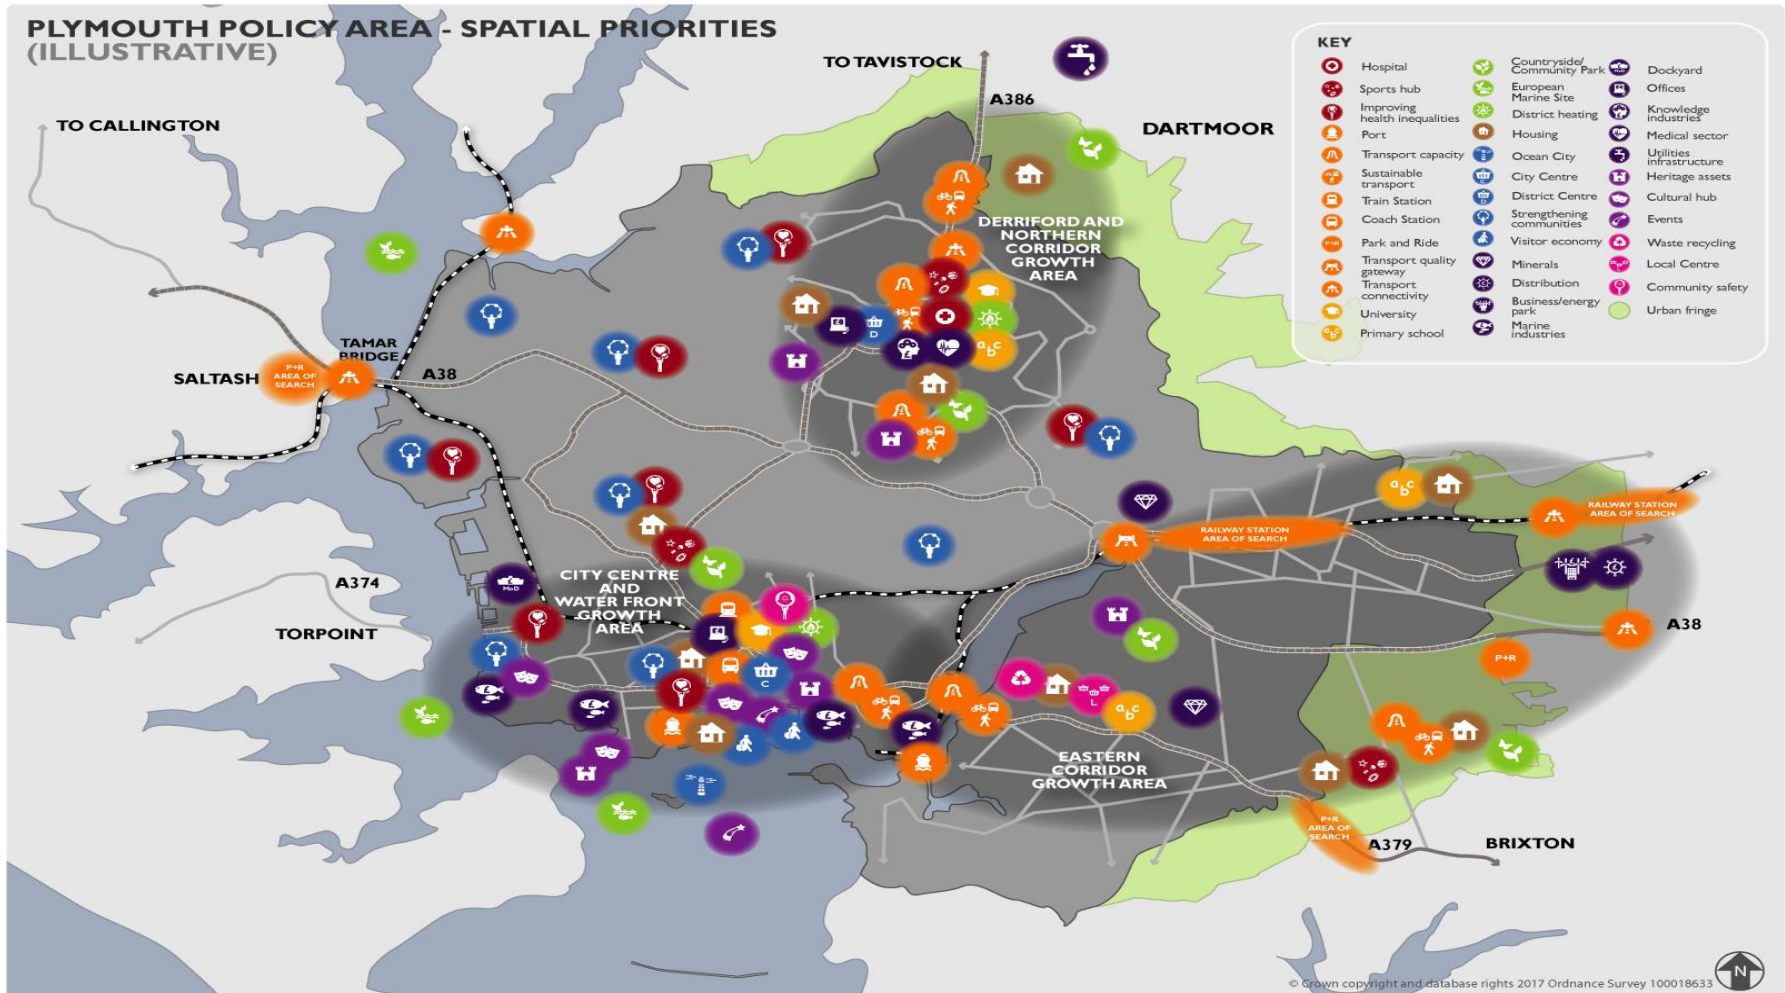 PLYMOUTH POLICY AREA - SPATIAL PRIORITIES
(ILLUSTRATIVE)
TO TAVISTOCK
A386
TO CALLINGTON
DARTMOOR
KEY
Hospital
Sports hub
Improving
health inequalities
Port
Transport capacity
Sustainable
transport
Train Station
Coach Station
P+R
Park and Ride
Transport quality
gateway
Transport
connectivity
University
abc
Primary school
Countryside/
Community Park
European
Marine Site
District heating
Housing
Ocean City
C
City Centre
D
District Centre
Strengthening
communities
Visitor economy
Minerals
Distribution
Business/energy
park
Marine
industries
MoD
Dockyard
Offices
Knowledge
industries
Medical sector
Utilities
infrastructure
Heritage assets
Cultural hub
Events
Waste recycling
L
Local Centre
Community safety
Urban fringe
DERRIFORD AND
NORTHERN
CORRIDOR
GROWTH
AREA
D
abc
TAMAR
BRIDGE
SALTASH
P+R
AREA OF
SEARCH
A38
abc
RAILWAY STATION
AREA OF SEARCH
RAILWAY STATION
AREA OF SEARCH
A374
MoD
CITY CENTRE
AND
WATER FRONT
GROWTH
AREA
TORPOINT
A38
P+R
C
L
abc
EASTERN
CORRIDOR
GROWTH AREA
P+R
AREA OF
SEARCH
A379
BRIXTON
N
© Crown copyright and database rights 2017 Ordnance Survey 100018633